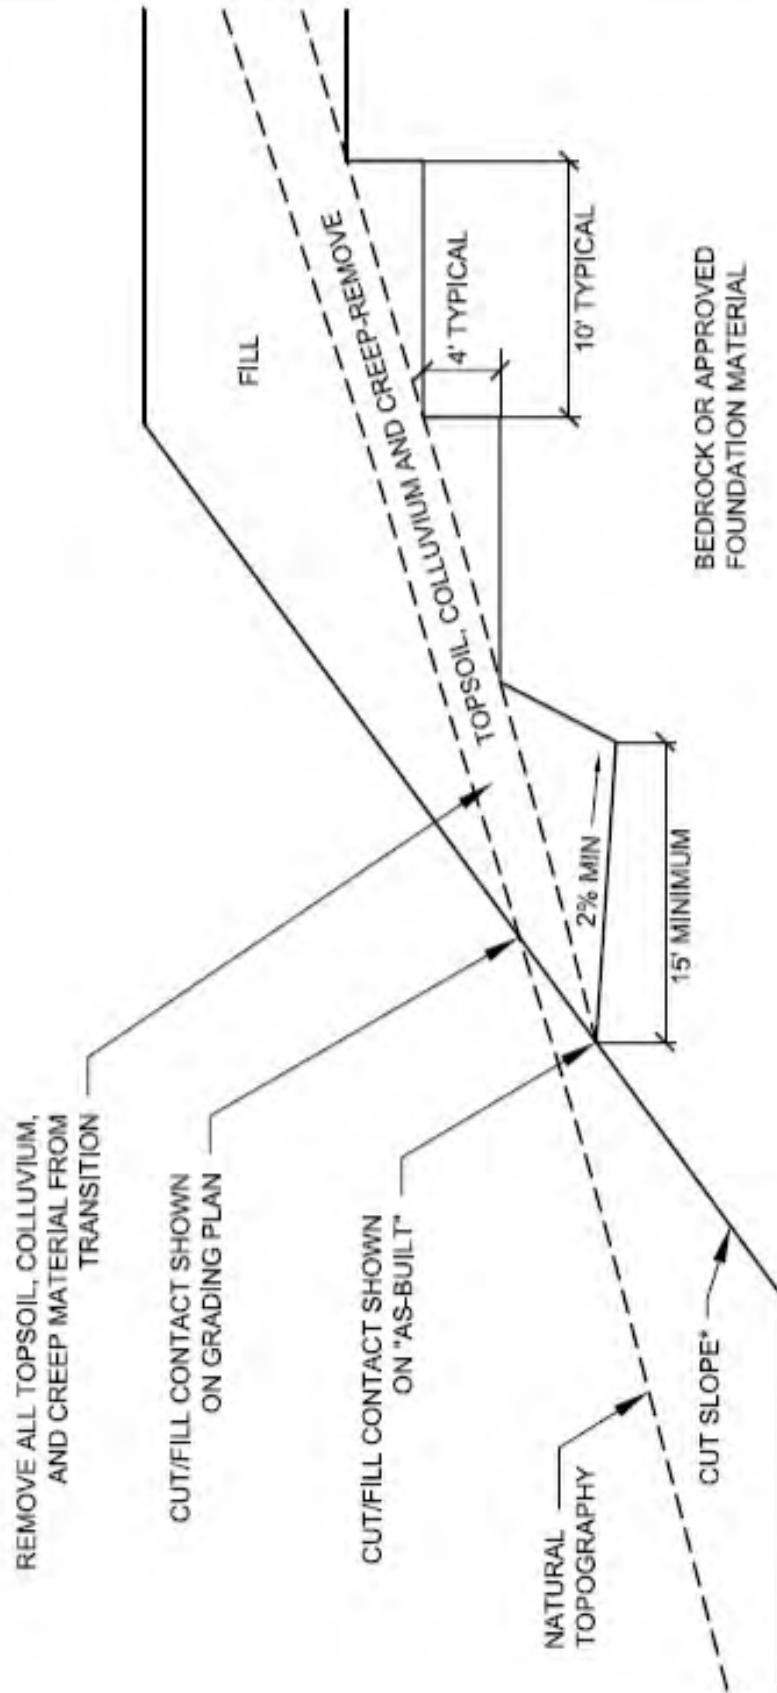 REMOVE ALL TOPSOIL, COLLUVIUM,
AND CREEP MATERIAL FROM
TRANSITION
CUT/FILL CONTACT SHOWN
ON GRADING PLAN
CUT/FILL CONTACT SHOWN
ON "AS-BUILT"
NATURAL
TOPOGRAPHY
CUT SLOPE*
FILL
TOPSOIL, COLLUVIUM AND CREEP-REMOVE
4' TYPICAL
10' TYPICAL
2% MIN
15' MINIMUM
BEDROCK OR APPROVED
FOUNDATION MATERIAL